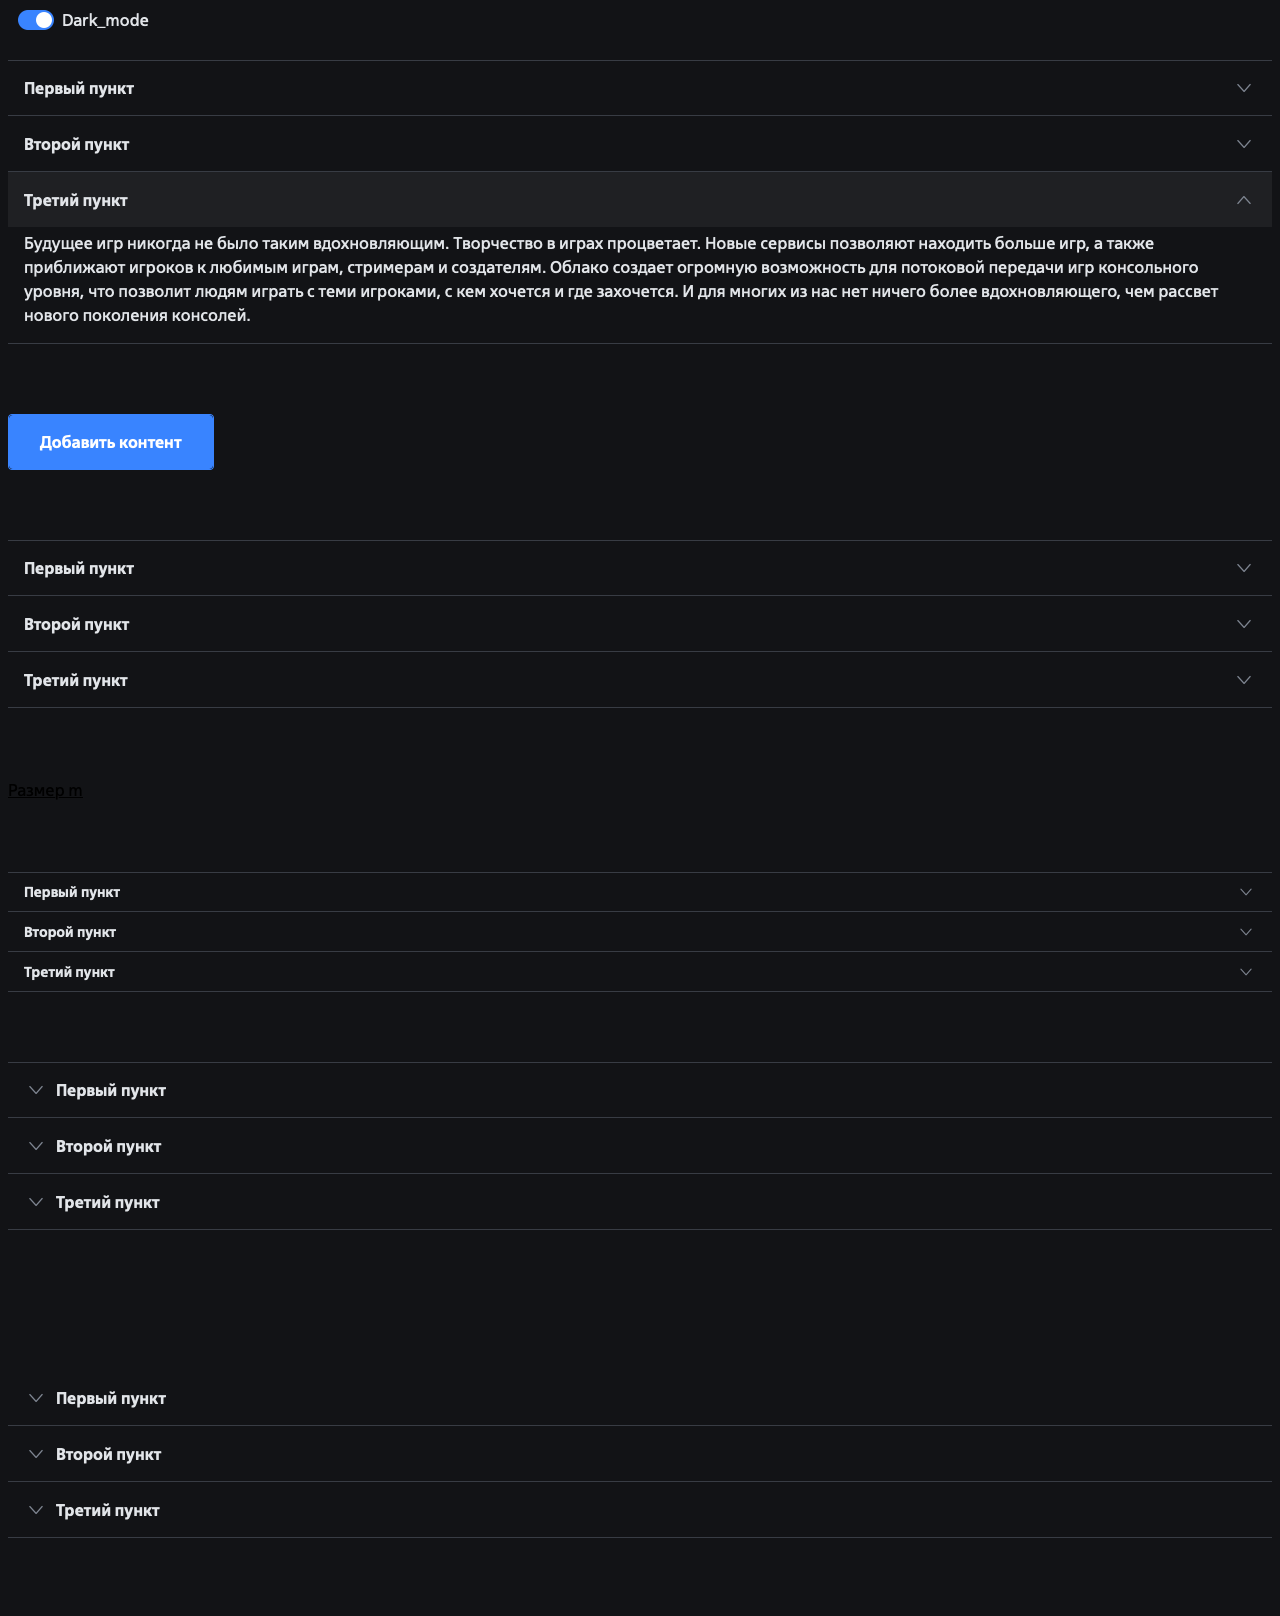 Dark_mode
Первый пункт
Второй пункт
Третий пункт
Будущее игр никогда не было таким вдохновляющим. Творчество в играх процветает. Новые сервисы позволяют находить больше игр, а также
приближают игроков к любимым играм, стримерам и создателям. Облако создает огромную возможность для потоковой передачи игр консольного
уровня, что позволит людям играть с теми игроками, с кем хочется и где захочется. И для многих из нас нет ничего более вдохновляющего, чем рассвет
нового поколения консолей.
Добавить контент
Первый пункт
Второй пункт
Третий пункт
Размер m
Первый пункт
Второй пункт
Третий пункт
Первый пункт
Второй пункт
Третий пункт
Первый пункт
Второй пункт
Третий пункт